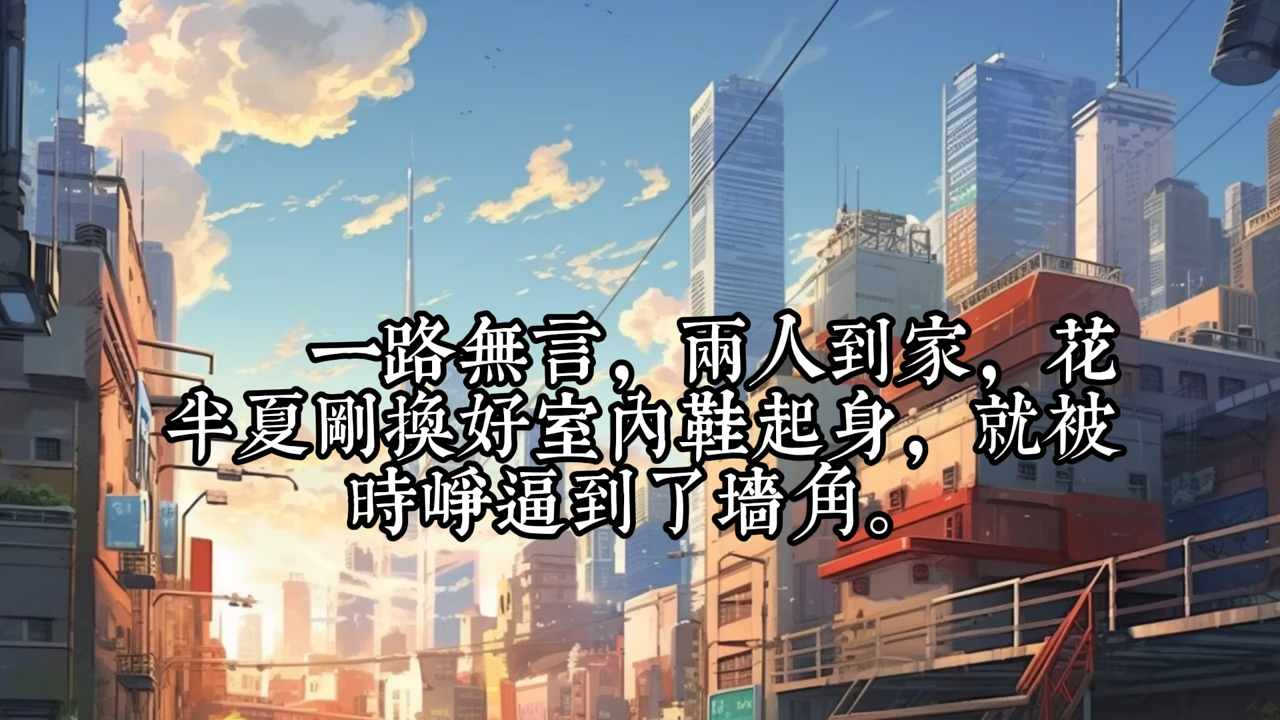 一路無言，兩人到家，花
半夏剛換好室內鞋起身，就被
時崢逼到了墻角。